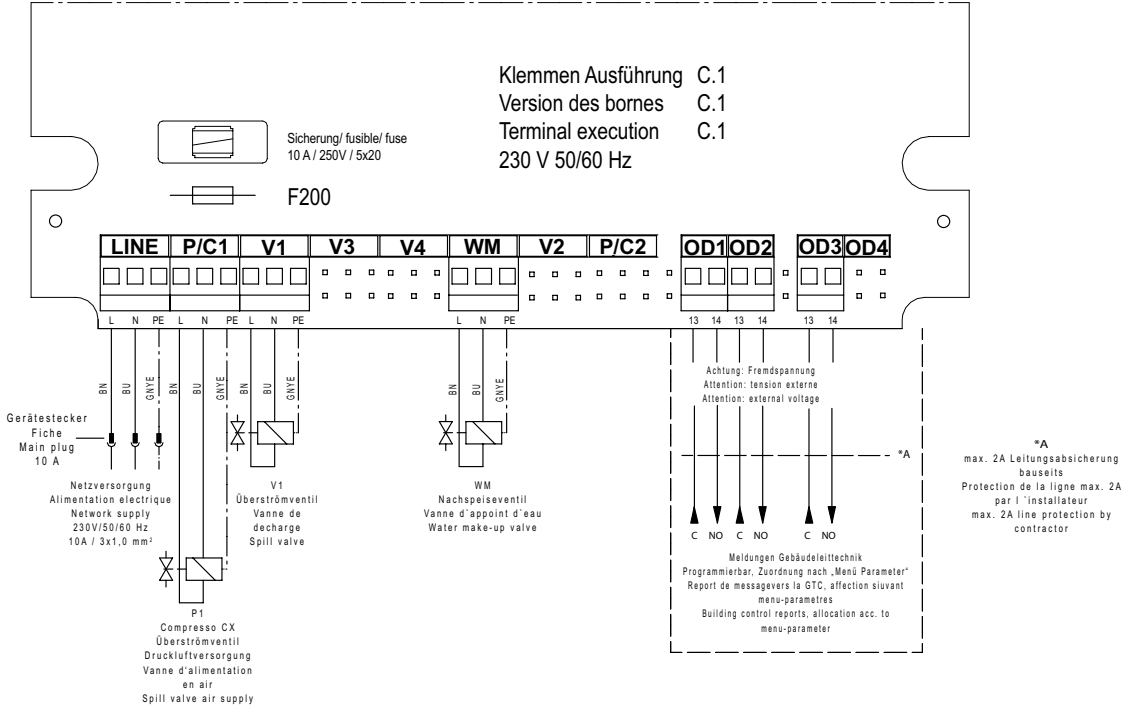 Klemmen Ausführung C.1
Version des bornes C.1
Terminal execution C.1
230 V 50/60 Hz
Sicherung/ fusible/ fuse
10 A / 250V / 5x20
F200
LINE P/C1 V1 V3 V4 WM V2 P/C2 OD1 OD2 OD3 OD4
L N PE L N PE L N PE L N PE 13 14 13 14 13 14
BN BU GNYE BN BU GNYE BN BU GNYE BN BU GNYE
Achtung: Fremdspannung
Attention: tension externe
Attention: external voltage
Gerätestecker
Fiche
Main plug
10 A
*A
*A
max. 2A Leitungsabsicherung
bauseits
Protection de la ligne max. 2A
par l `installateur
max. 2A line protection by
contractor
Netzversorgung
Alimentation electrique
Network supply
230V/50/60 Hz
10A / 3x1,0 mm²
V1
Überströmventil
Vanne de
decharge
Spill valve
WM
Nachspeiseventil
Vanne d`appoint d`eau
Water make-up valve
C NO C NO C NO
Meldungen Gebäudeleittechnik
Programmierbar, Zuordnung nach „Menü Parameter“
Report de messagevers la GTC, affection siuvant
menu-parametres
Building control reports, allocation acc. to
menu-parameter
P1
Compresso CX
Überströmventil
Druckluftversorgung
Vanne d'alimentation
en air
Spill valve air supply